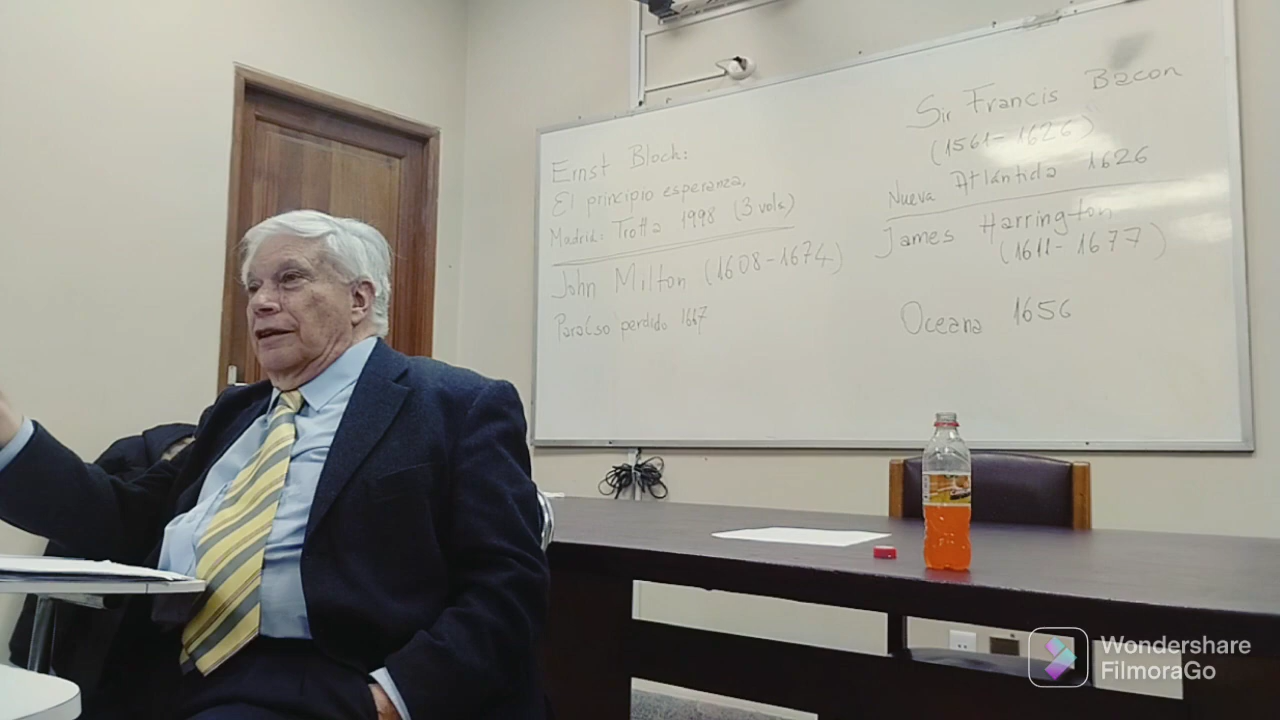 Ernst Bloch:
El principio esperanza,
Madrid: Trotta 1998 (3 vols)
John Milton (1608-1674)
Paraíso perdido 1667
Sir Francis Bacon
(1561-1626)
Nueva Atlántida 1626
James Harrington
(1611-1677)
Oceana 1656
Wondershare
FilmoraGo